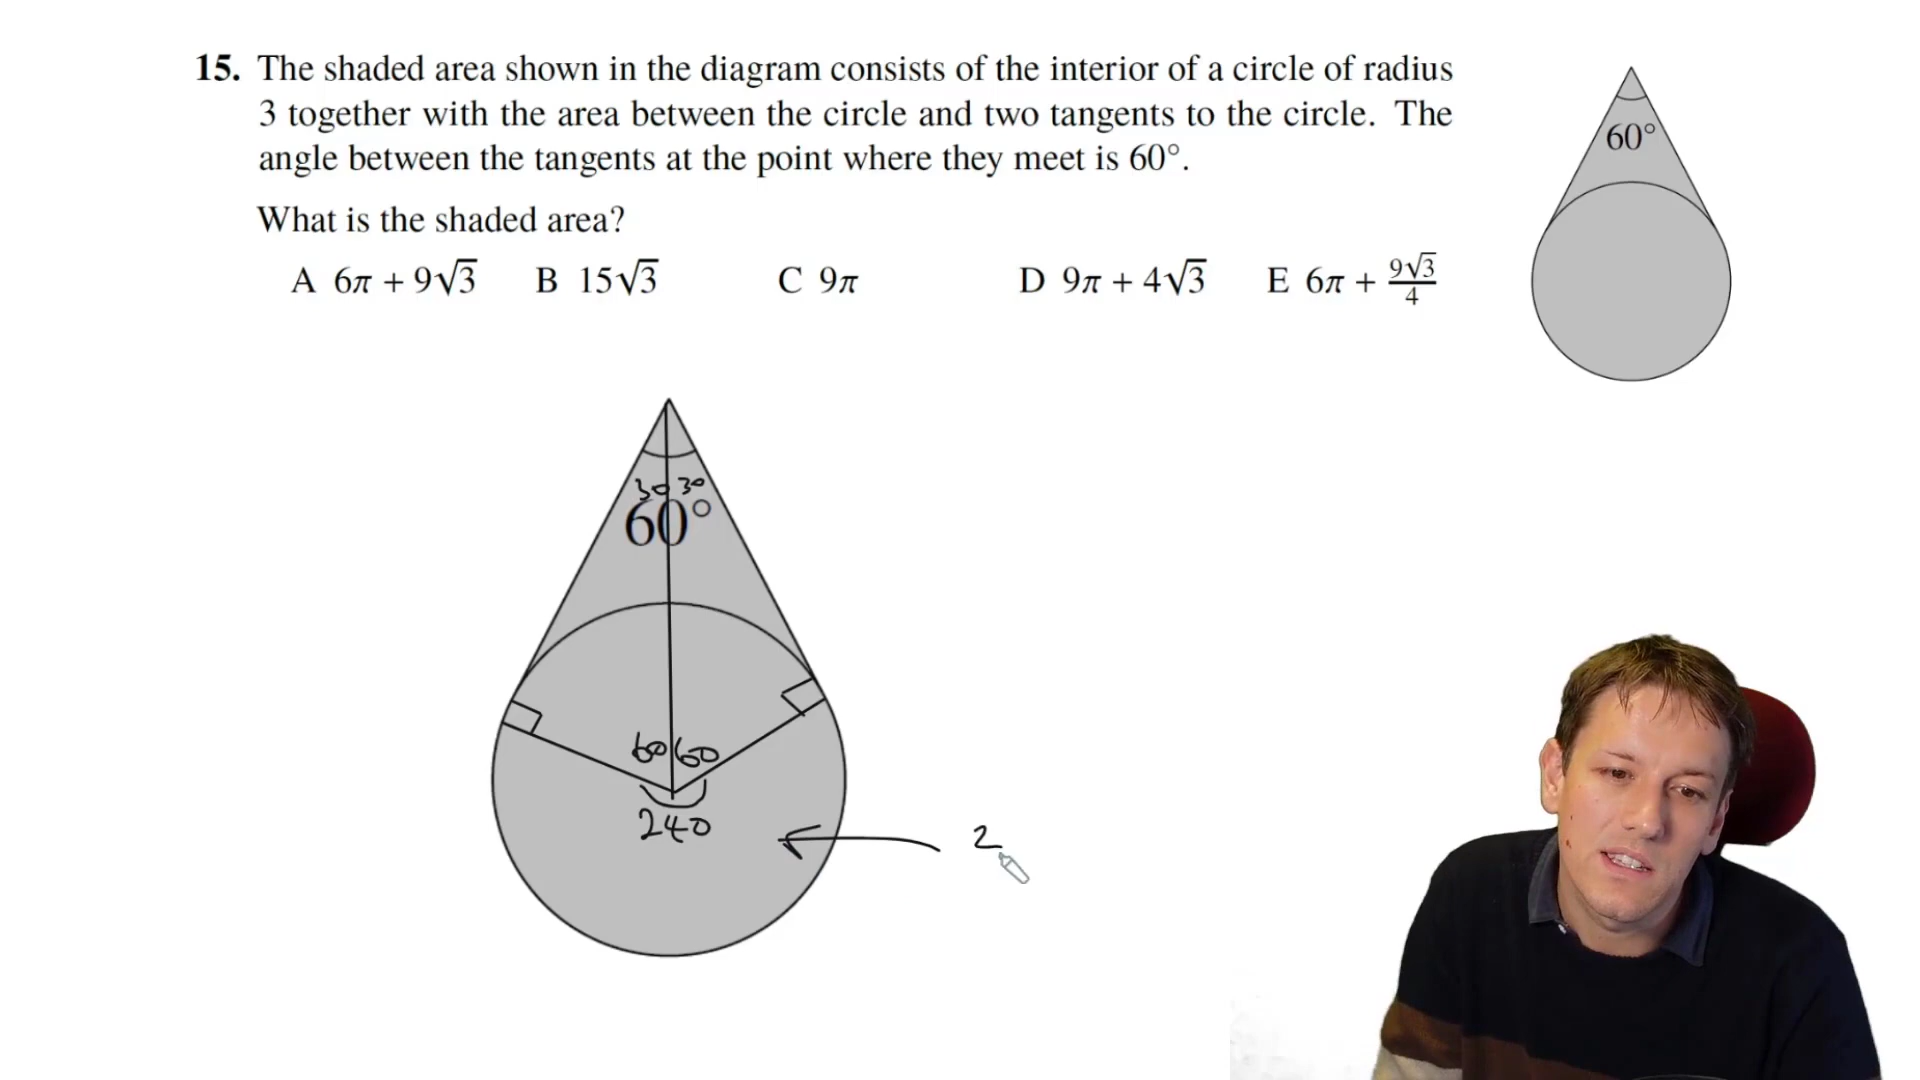 15. The shaded area shown in the diagram consists of the interior of a circle of radius
3 together with the area between the circle and two tangents to the circle. The
angle between the tangents at the point where they meet is 60°.
What is the shaded area?
A 6π + 9√3 B 15√3 C 9π D 9π + 4√3 E 6π + 9√3/4
60°
30 30
60°
60 60
240
2